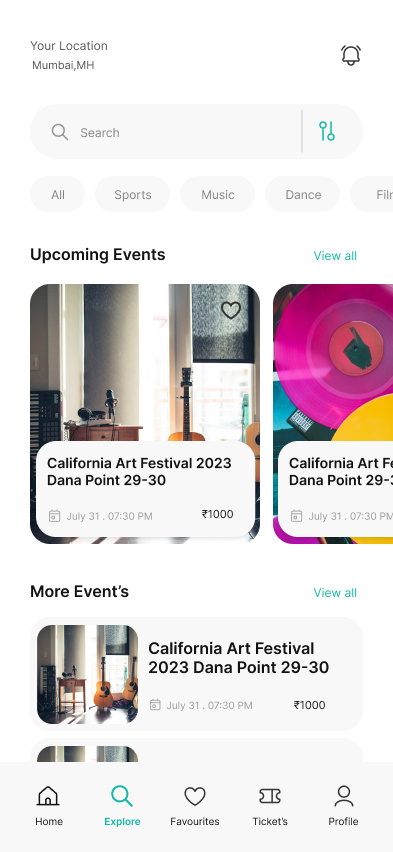 Your Location
Mumbai,MH
Search
All Sports Music Dance Fil
Upcoming Events View all
California Art Festival 2023
Dana Point 29-30
July 31 . 07:30 PM ₹1000
California Art Fe
Dana Point 29-3
July 31 . 07:30 PM
More Event’s View all
California Art Festival
2023 Dana Point 29-30
July 31 . 07:30 PM ₹1000
Home Explore Favourites Ticket’s Profile